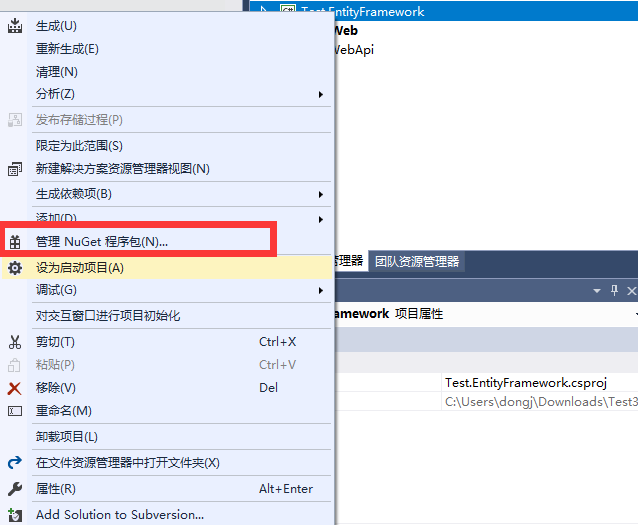 Test.EntityFramework
Web
WebApi
生成(U)
重新生成(E)
清理(N)
分析(Z)
发布存储过程(P)
限定为此范围(S)
新建解决方案资源管理器视图(N)
生成依赖项(B)
添加(D)
管理 NuGet 程序包(N)...
设为启动项目(A)
调试(G)
对交互窗口进行项目初始化
剪切(T) Ctrl+X
粘贴(P) Ctrl+V
移除(V) Del
重命名(M)
卸载项目(L)
在文件资源管理器中打开文件夹(X)
属性(R) Alt+Enter
Add Solution to Subversion...
管理器 团队资源管理器
amework 项目属性
Test.EntityFramework.csproj
C:\Users\dongj\Downloads\Test3